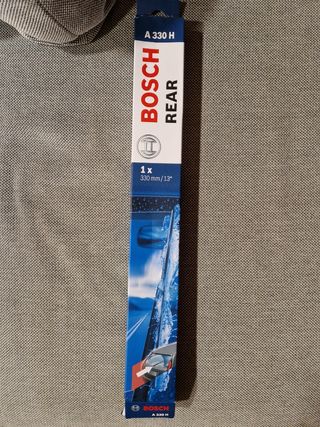 A 330 H
BOSCH
REAR
1 x
330 mm / 13"
BOSCH
A 330 H